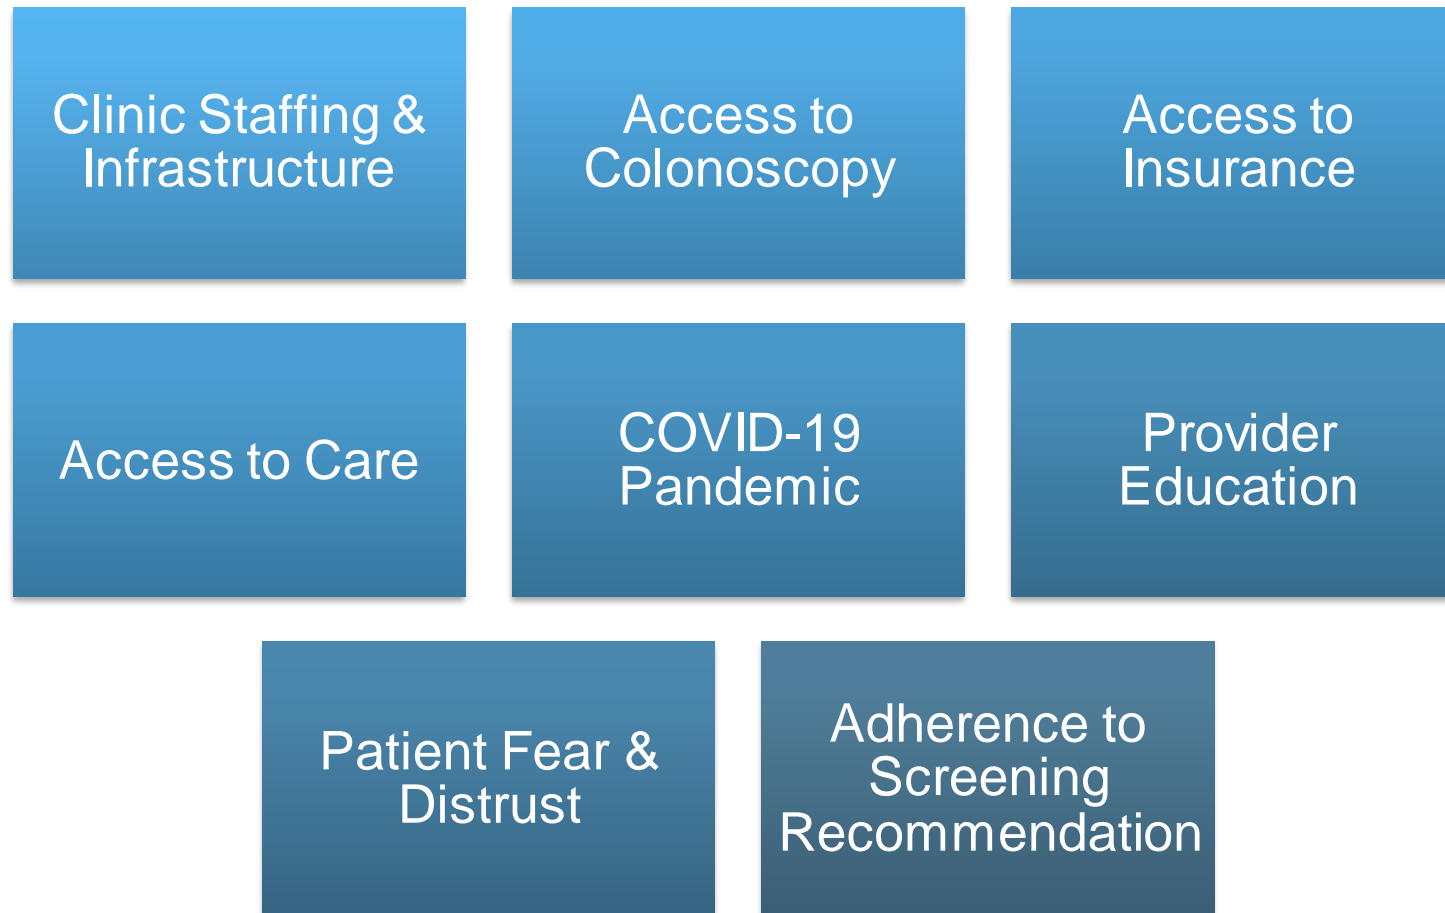 Clinic Staffing &
Infrastructure
Access to
Colonoscopy
Access to
Insurance
Access to Care
COVID-19
Pandemic
Provider
Education
Patient Fear &
Distrust
Adherence to
Screening
Recommendation